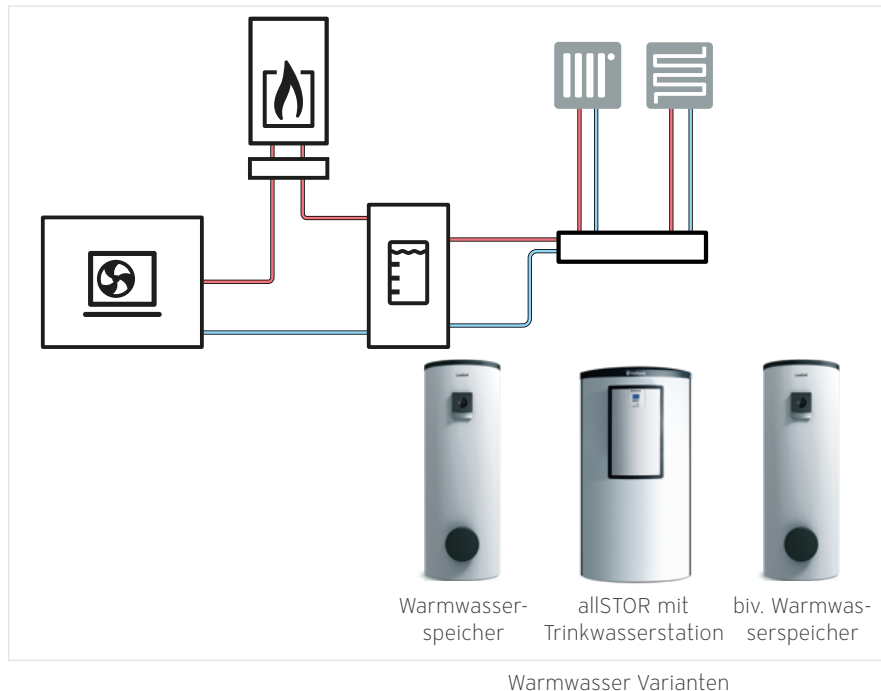 Warmwasser-
speicher
allSTOR mit
Trinkwasserstation
biv. Warmwas-
serspeicher
Warmwasser Varianten